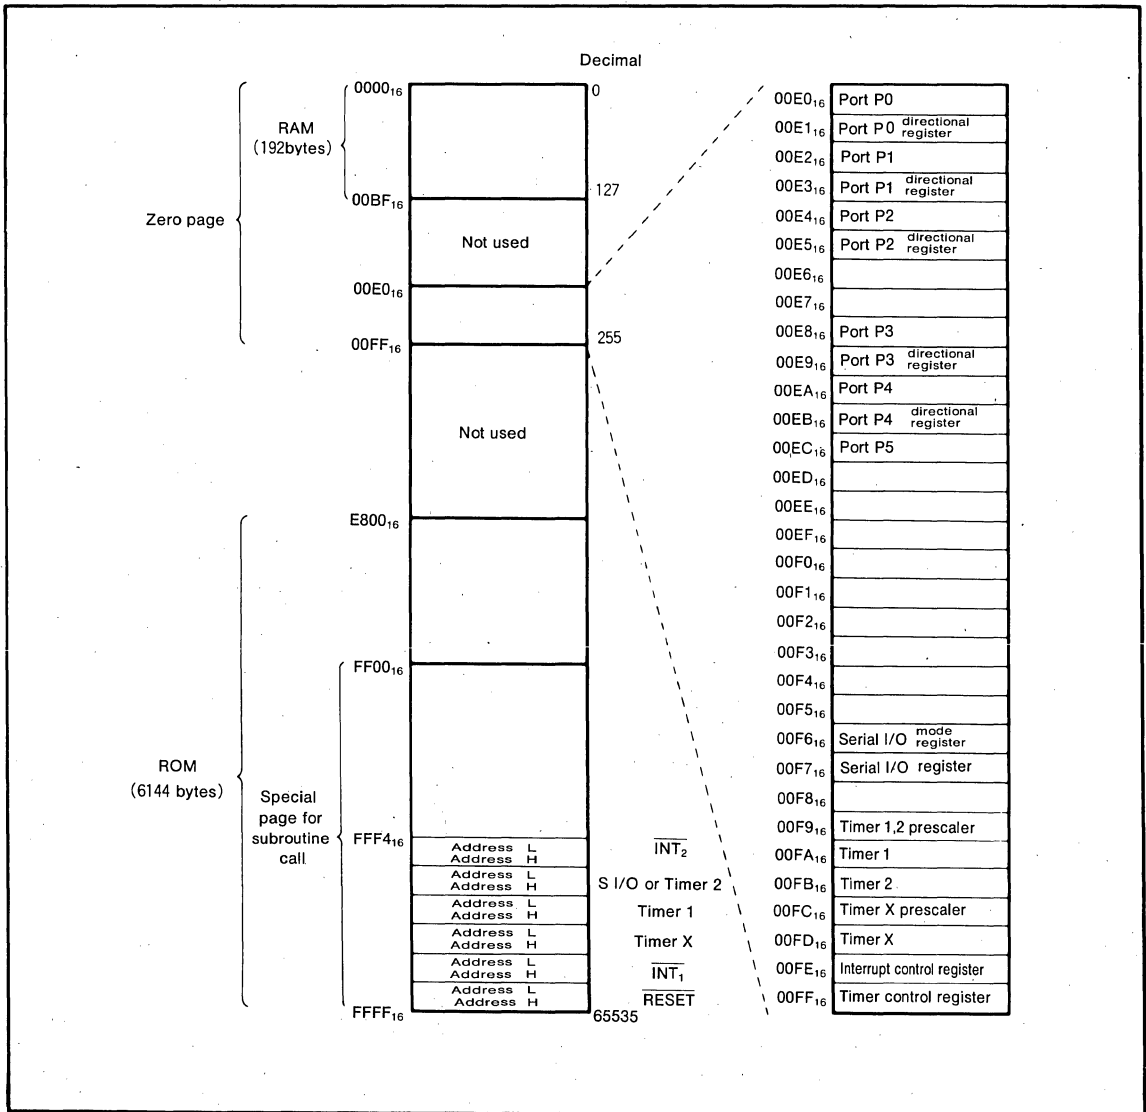 Decimal
0000₁₆
0
RAM
(192bytes)
127
00BF₁₆
Zero page
Not used
00E0₁₆
255
00FF₁₆
Not used
E800₁₆
FF00₁₆
ROM
(6144 bytes)
Special
page for
subroutine
call
FFF4₁₆
Address L
Address H
INT₂
Address L
Address H
S I/O or Timer 2
Address L
Address H
Timer 1
Address L
Address H
Timer X
Address L
Address H
INT₁
Address L
Address H
RESET
FFFF₁₆
65535
00E0₁₆ Port P0
00E1₁₆ Port P0 directional register
00E2₁₆ Port P1
00E3₁₆ Port P1 directional register
00E4₁₆ Port P2
00E5₁₆ Port P2 directional register
00E6₁₆
00E7₁₆
00E8₁₆ Port P3
00E9₁₆ Port P3 directional register
00EA₁₆ Port P4
00EB₁₆ Port P4 directional register
00EC₁₆ Port P5
00ED₁₆
00EE₁₆
00EF₁₆
00F0₁₆
00F1₁₆
00F2₁₆
00F3₁₆
00F4₁₆
00F5₁₆
00F6₁₆ Serial I/O mode register
00F7₁₆ Serial I/O register
00F8₁₆
00F9₁₆ Timer 1,2 prescaler
00FA₁₆ Timer 1
00FB₁₆ Timer 2
00FC₁₆ Timer X prescaler
00FD₁₆ Timer X
00FE₁₆ Interrupt control register
00FF₁₆ Timer control register